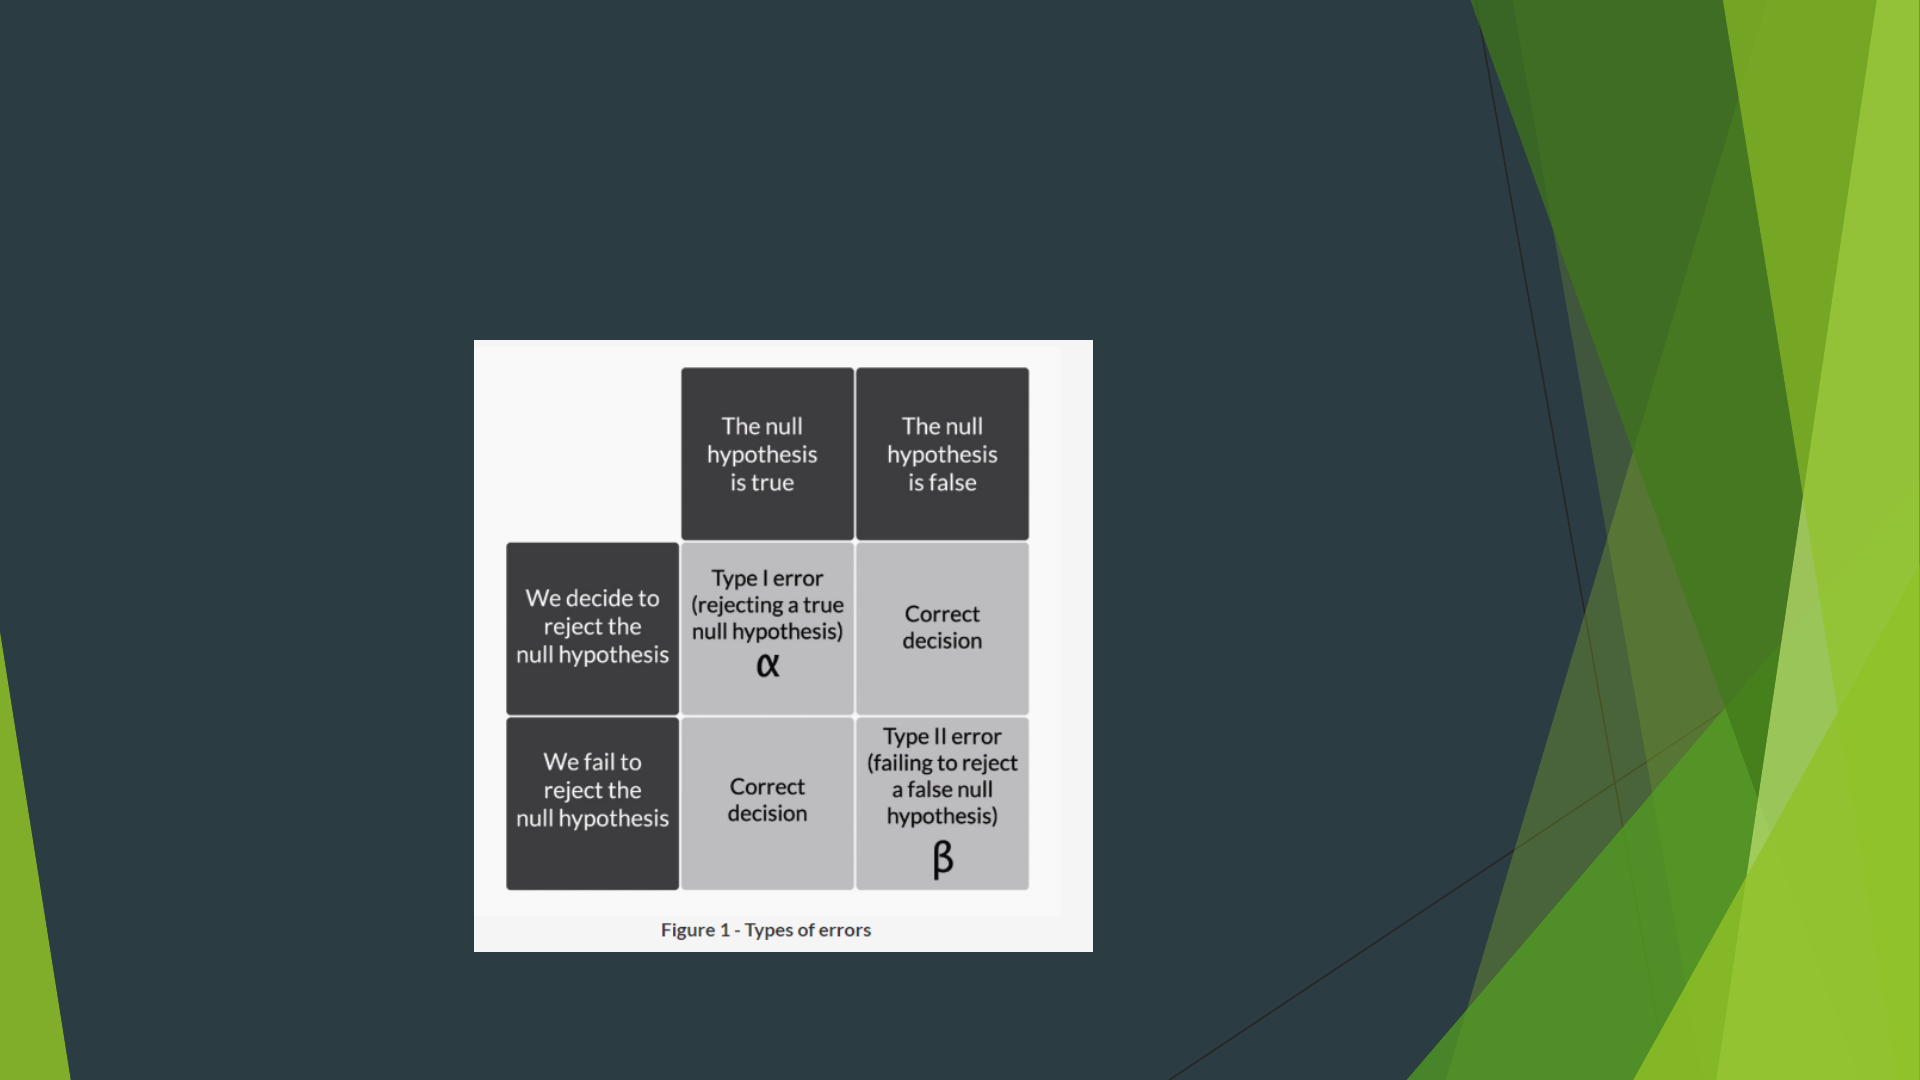 The null
hypothesis
is true
The null
hypothesis
is false
We decide to
reject the
null hypothesis
Type I error
(rejecting a true
null hypothesis)
α
Correct
decision
We fail to
reject the
null hypothesis
Correct
decision
Type II error
(failing to reject
a false null
hypothesis)
β
Figure 1 - Types of errors